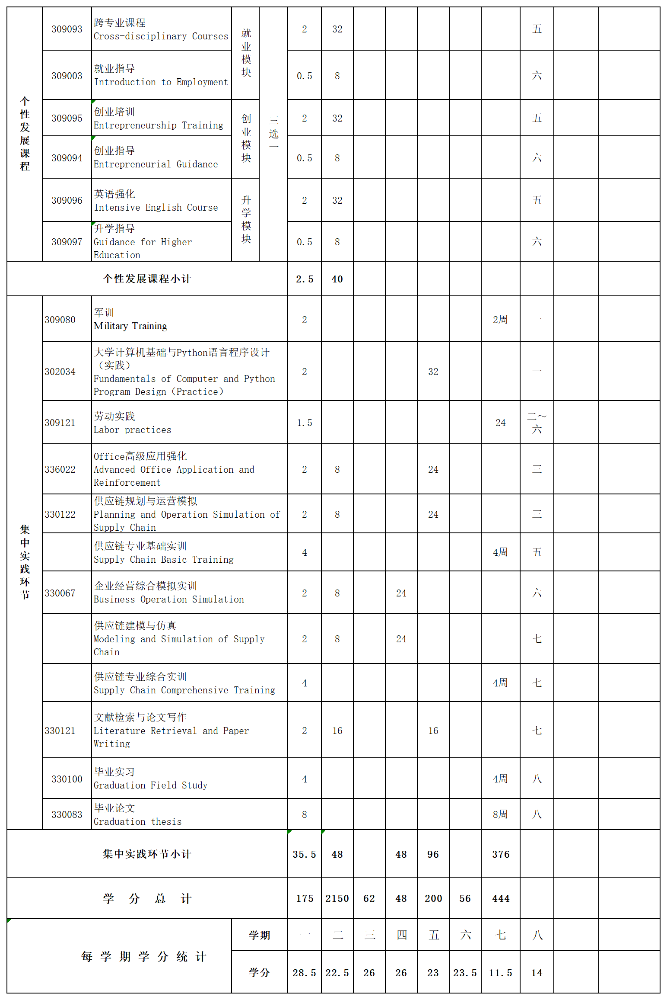 个性发展课程
309093 跨专业课程 就业模块 三选一 2 32 五
Cross-disciplinary Courses
309003 就业指导 0.5 8 六
Introduction to Employment
309095 创业培训 创业模块 2 32 五
Entrepreneurship Training
309094 创业指导 0.5 8 六
Entrepreneurial Guidance
309096 英语强化 升学模块 2 32 五
Intensive English Course
309097 升学指导 0.5 8 六
Guidance for Higher
Education
个性发展课程小计 2.5 40
集中实践环节
309080 军训 2 2周 一
Military Training
302034 大学计算机基础与Python语言程序设计 2 32 一
（实践）
Fundamentals of Computer and Python
Program Design（Practice）
309121 劳动实践 1.5 24 二～六
Labor practices
336022 Office高级应用强化 2 8 24 三
Advanced Office Application and
Reinforcement
330122 供应链规划与运营模拟 2 8 24 三
Planning and Operation Simulation of
Supply Chain
供应链专业基础实训 4 4周 五
Supply Chain Basic Training
330067 企业经营综合模拟实训 2 8 24 六
Business Operation Simulation
供应链建模与仿真 2 8 24 七
Modeling and Simulation of Supply
Chain
供应链专业综合实训 4 4周 七
Supply Chain Comprehensive Training
330121 文献检索与论文写作 2 16 16 七
Literature Retrieval and Paper
Writing
330100 毕业实习 4 4周 八
Graduation Field Study
330083 毕业论文 8 8周 八
Graduation thesis
集中实践环节小计 35.5 48 48 96 376
学 分 总 计 175 2150 62 48 200 56 444
每 学 期 学 分 统 计
学期 一 二 三 四 五 六 七 八
学分 28.5 22.5 26 26 23 23.5 11.5 14